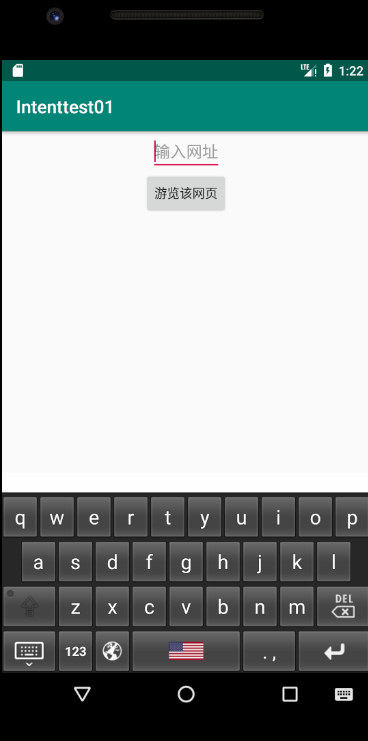 LTE 1:22
Intenttest01
输入网址
游览该网页
q w e r t y u i o p
a s d f g h j k l
z x c v b n m DEL
123 . ,